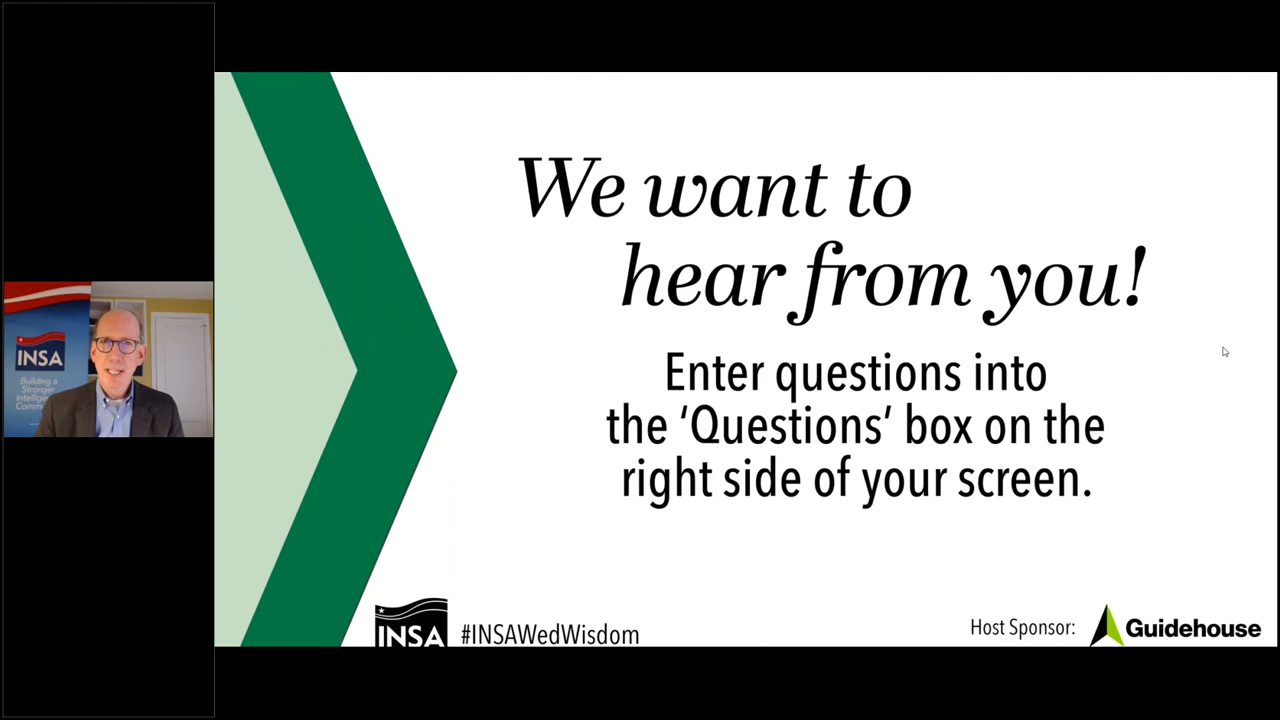 INSA
Building a
Stronger
We want to
hear from you!
Enter questions into
the ‘Questions’ box on the
right side of your screen.
INSA
#INSAWedWisdom
Host Sponsor:
Guidehouse